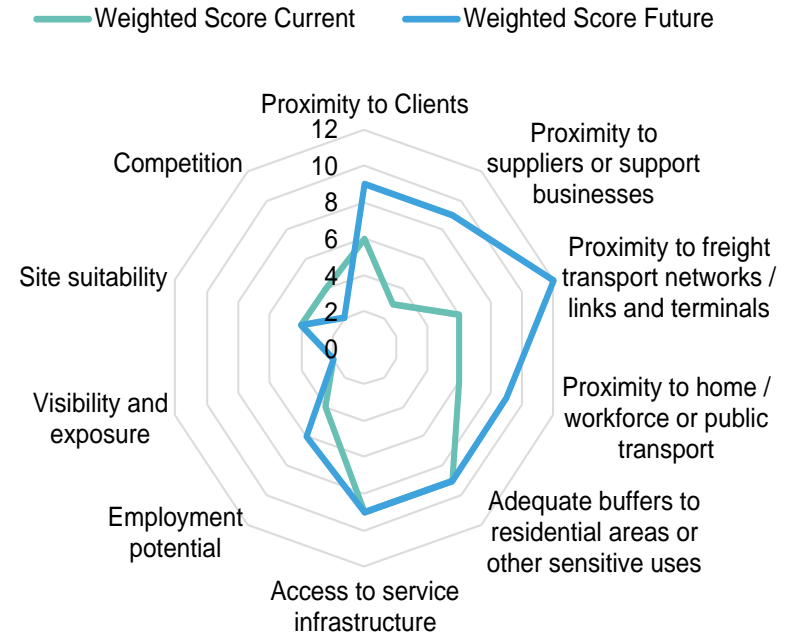 Weighted Score Current
Weighted Score Future
Proximity to Clients
12
10
8
6
4
2
0
Proximity to
suppliers or support
businesses
Proximity to freight
transport networks /
links and terminals
Proximity to home /
workforce or public
transport
Adequate buffers to
residential areas or
other sensitive uses
Access to service
infrastructure
Employment
potential
Visibility and
exposure
Site suitability
Competition